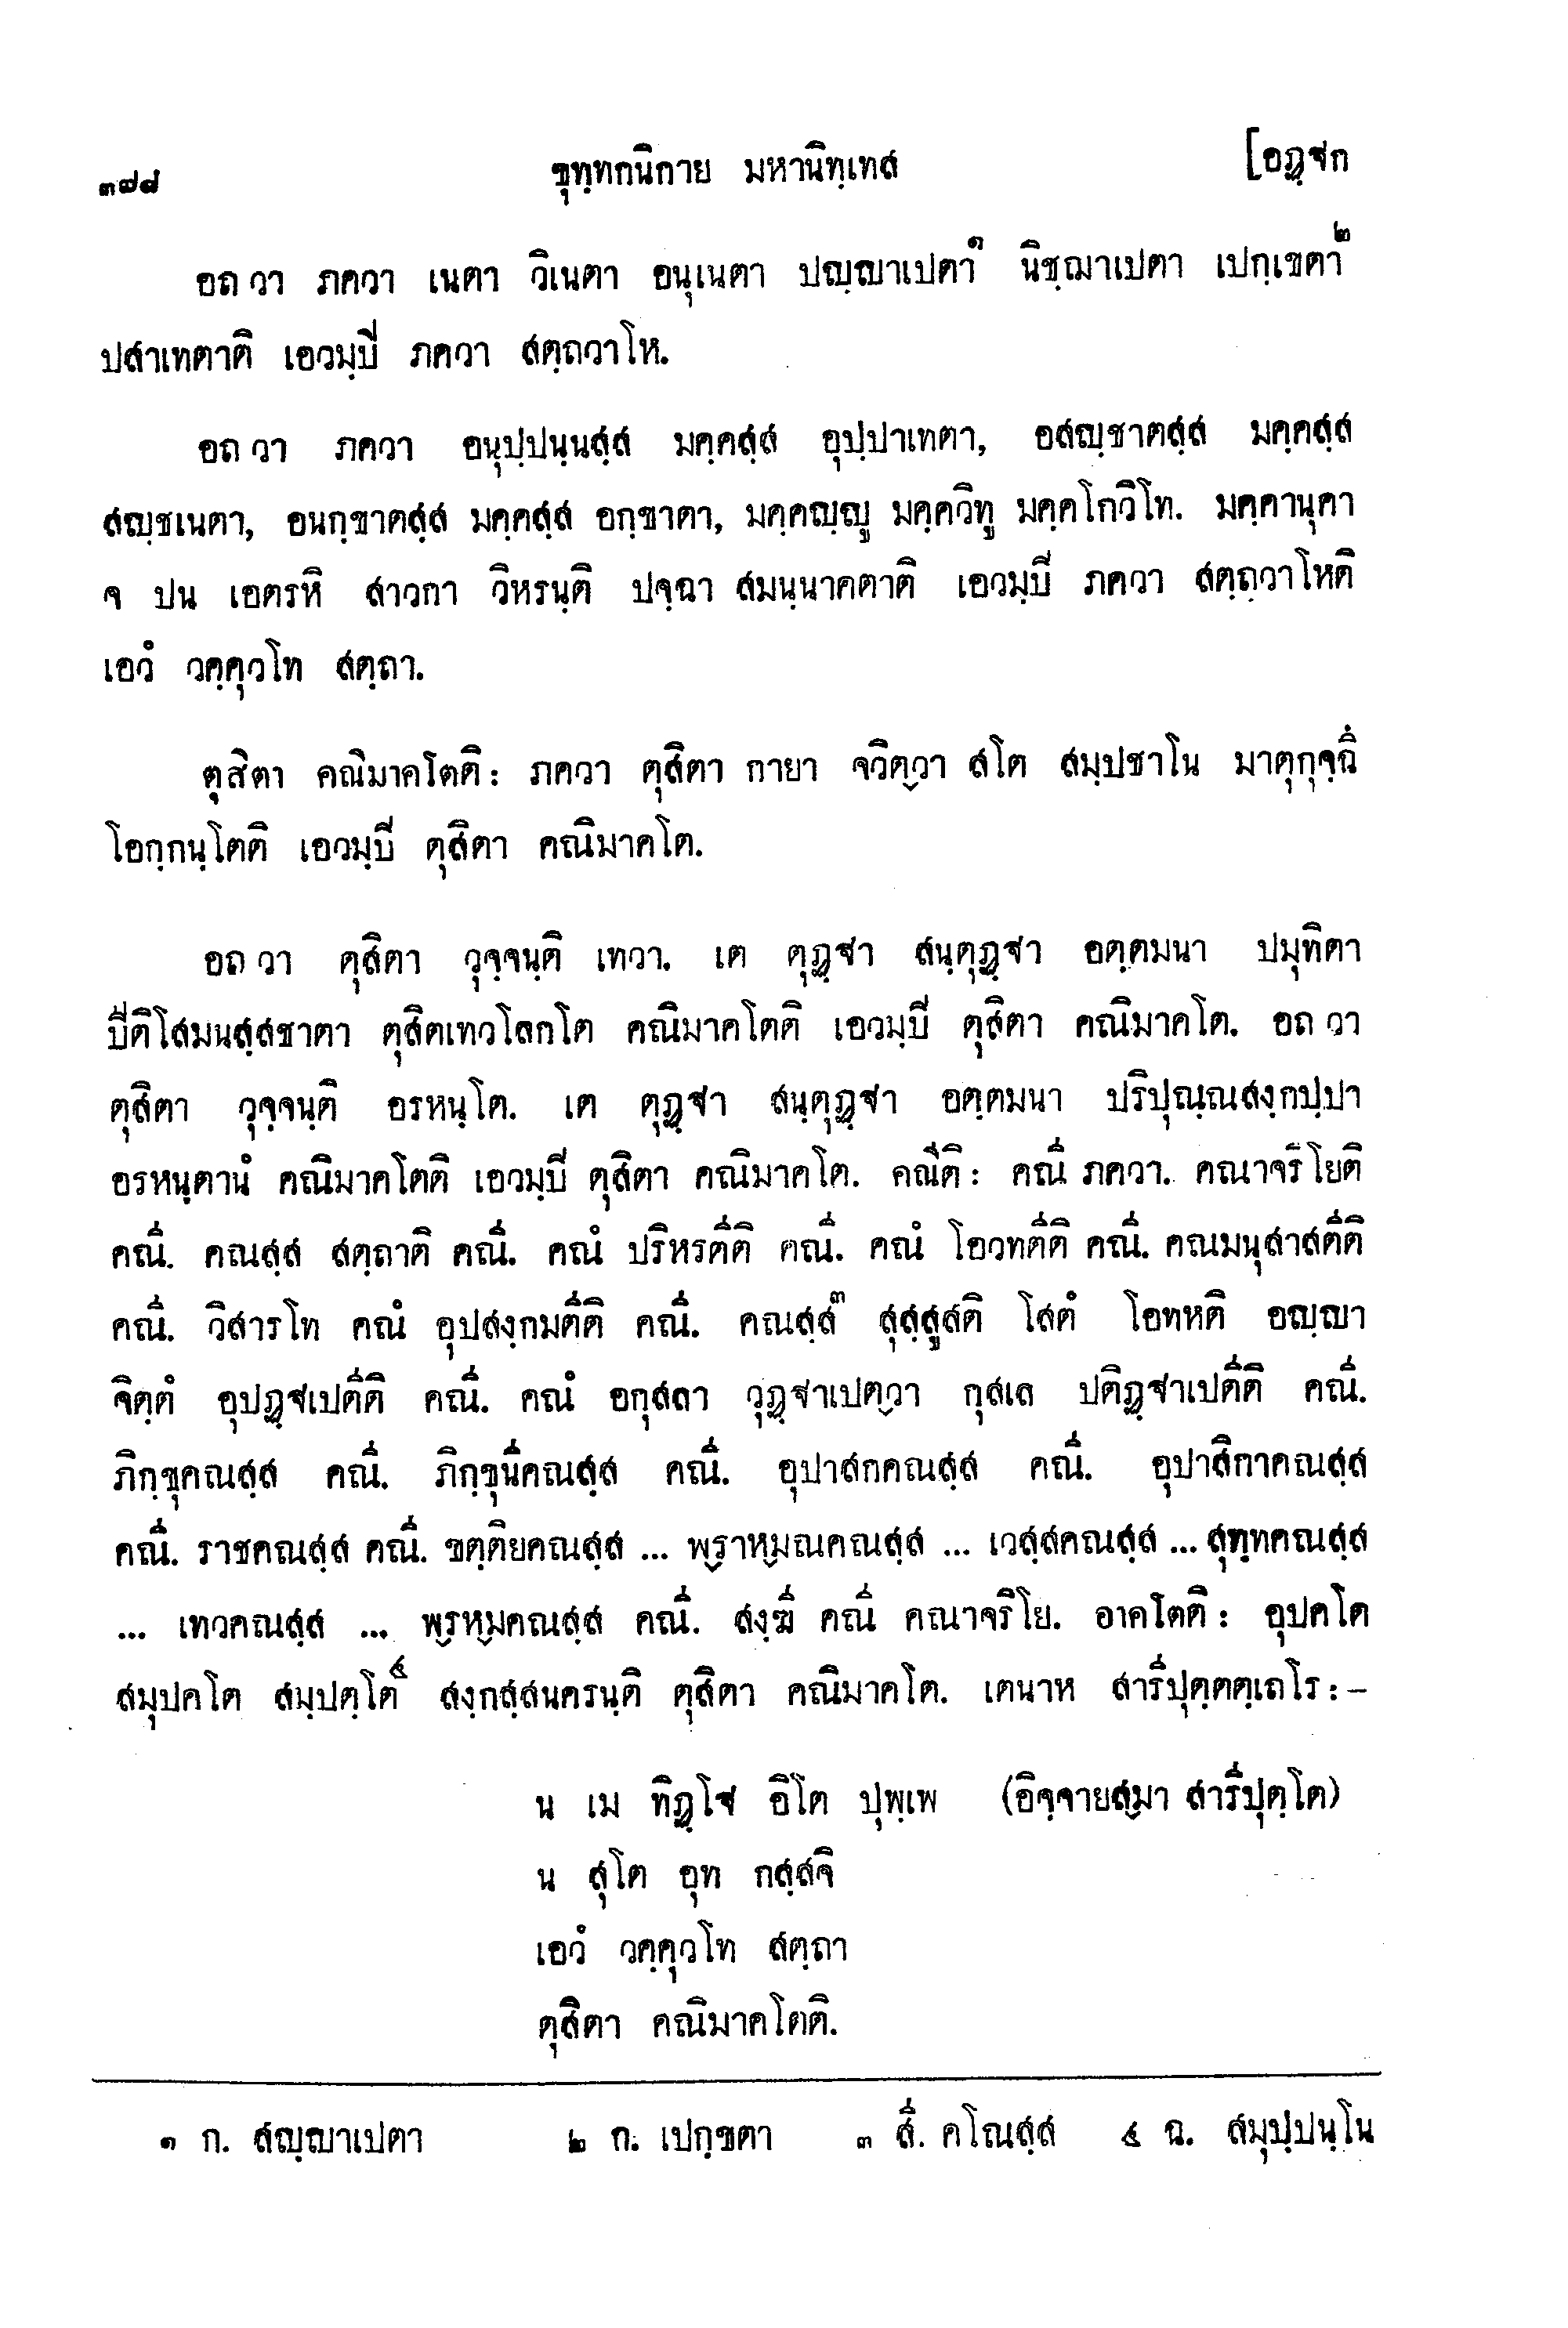 ๓๗๘ ขุทฺทกนิกาย มหานิทฺเทส [อฏฺฐก
อถ วา ภควา เนตา วิเนตา อนุเนตา ปญฺญาเปตา๑ นิชฺฌาเปตา เปกฺเขตา๒
ปสาเทตาติ เอวมฺปิ ภควา สตฺถวาโห.
อถ วา ภควา อนุปฺปนฺนสฺส มคฺคสฺส อุปฺปาเทตา, อสญฺชาตสฺส มคฺคสฺส
สญฺชเนตา, อนกฺขาตสฺส มคฺคสฺส อกฺขาตา, มคฺคญฺญู มคฺควิทู มคฺคโกวิโท. มคฺคานุคา
จ ปน เอตรหิ สาวกา วิหรนฺติ ปจฺฉา สมนฺนาคตาติ เอวมฺปิ ภควา สตฺถวาโหติ
เอวํ วคฺคุวโท สตฺถา.
ตุสิตา คณิมาคโตติ: ภควา ตุสิตา กายา จวิตฺวา สโต สมฺปชาโน มาตุกุจฺฉึ
โอกฺกนฺโตติ เอวมฺปิ ตุสิตา คณิมาคโต.
อถ วา ตุสิตา วุจฺจนฺติ เทวา. เต ตุฏฺฐา สนฺตุฏฺฐา อตฺตมนา ปมุทิตา
ปีติโสมนสฺสชาตา ตุสิตเทวโลกโต คณิมาคโตติ เอวมฺปิ ตุสิตา คณิมาคโต. อถ วา
ตุสิตา วุจฺจนฺติ อรหนฺโต. เต ตุฏฺฐา สนฺตุฏฺฐา อตฺตมนา ปริปุณฺณสงฺกปฺปา
อรหนฺตานํ คณิมาคโตติ เอวมฺปิ ตุสิตา คณิมาคโต. คณีติ: คณี ภควา. คณาจริโยติ
คณี. คณสฺส สตฺถาติ คณี. คณํ ปริหรตีติ คณี. คณํ โอวทตีติ คณี. คณมนุสาสตีติ
คณี. วิสารโท คณํ อุปสงฺกมตีติ คณี. คณสฺส๓ สุสฺสูสติ โสตํ โอทหติ อญฺญา
จิตฺตํ อุปฏฺฐเปตีติ คณี. คณํ อกุสลา วุฏฺฐาเปตฺวา กุสเล ปติฏฺฐาเปตีติ คณี.
ภิกฺขุคณสฺส คณี. ภิกฺขุนีคณสฺส คณี. อุปาสกคณสฺส คณี. อุปาสิกาคณสฺส
คณี. ราชคณสฺส คณี. ขตฺติยคณสฺส ... พฺราหฺมณคณสฺส ... เวสฺสคณสฺส ... สุทฺทคณสฺส
... เทวคณสฺส ... พฺรหฺมคณสฺส คณี. สงฺฆี คณี คณาจริโย. อาคโตติ: อุปคโต
สมุปคโต สมฺปตฺโต๔ สงฺกสฺสนครนฺติ ตุสิตา คณิมาคโต. เตนาห สารีปุตฺตตฺเถโร:–
น เม ทิฏฺโฐ อิโต ปุพฺเพ (อิจฺจายสฺมา สารีปุตฺโต)
น สุโต อุท กสฺสจิ
เอวํ วคฺคุวโท สตฺถา
ตุสิตา คณิมาคโตติ.
๑ ก. สญฺญาเปตา ๒ ก. เปกฺขตา ๓ สี. คโณสฺส ๔ ฉ. สมุปฺปนฺโน